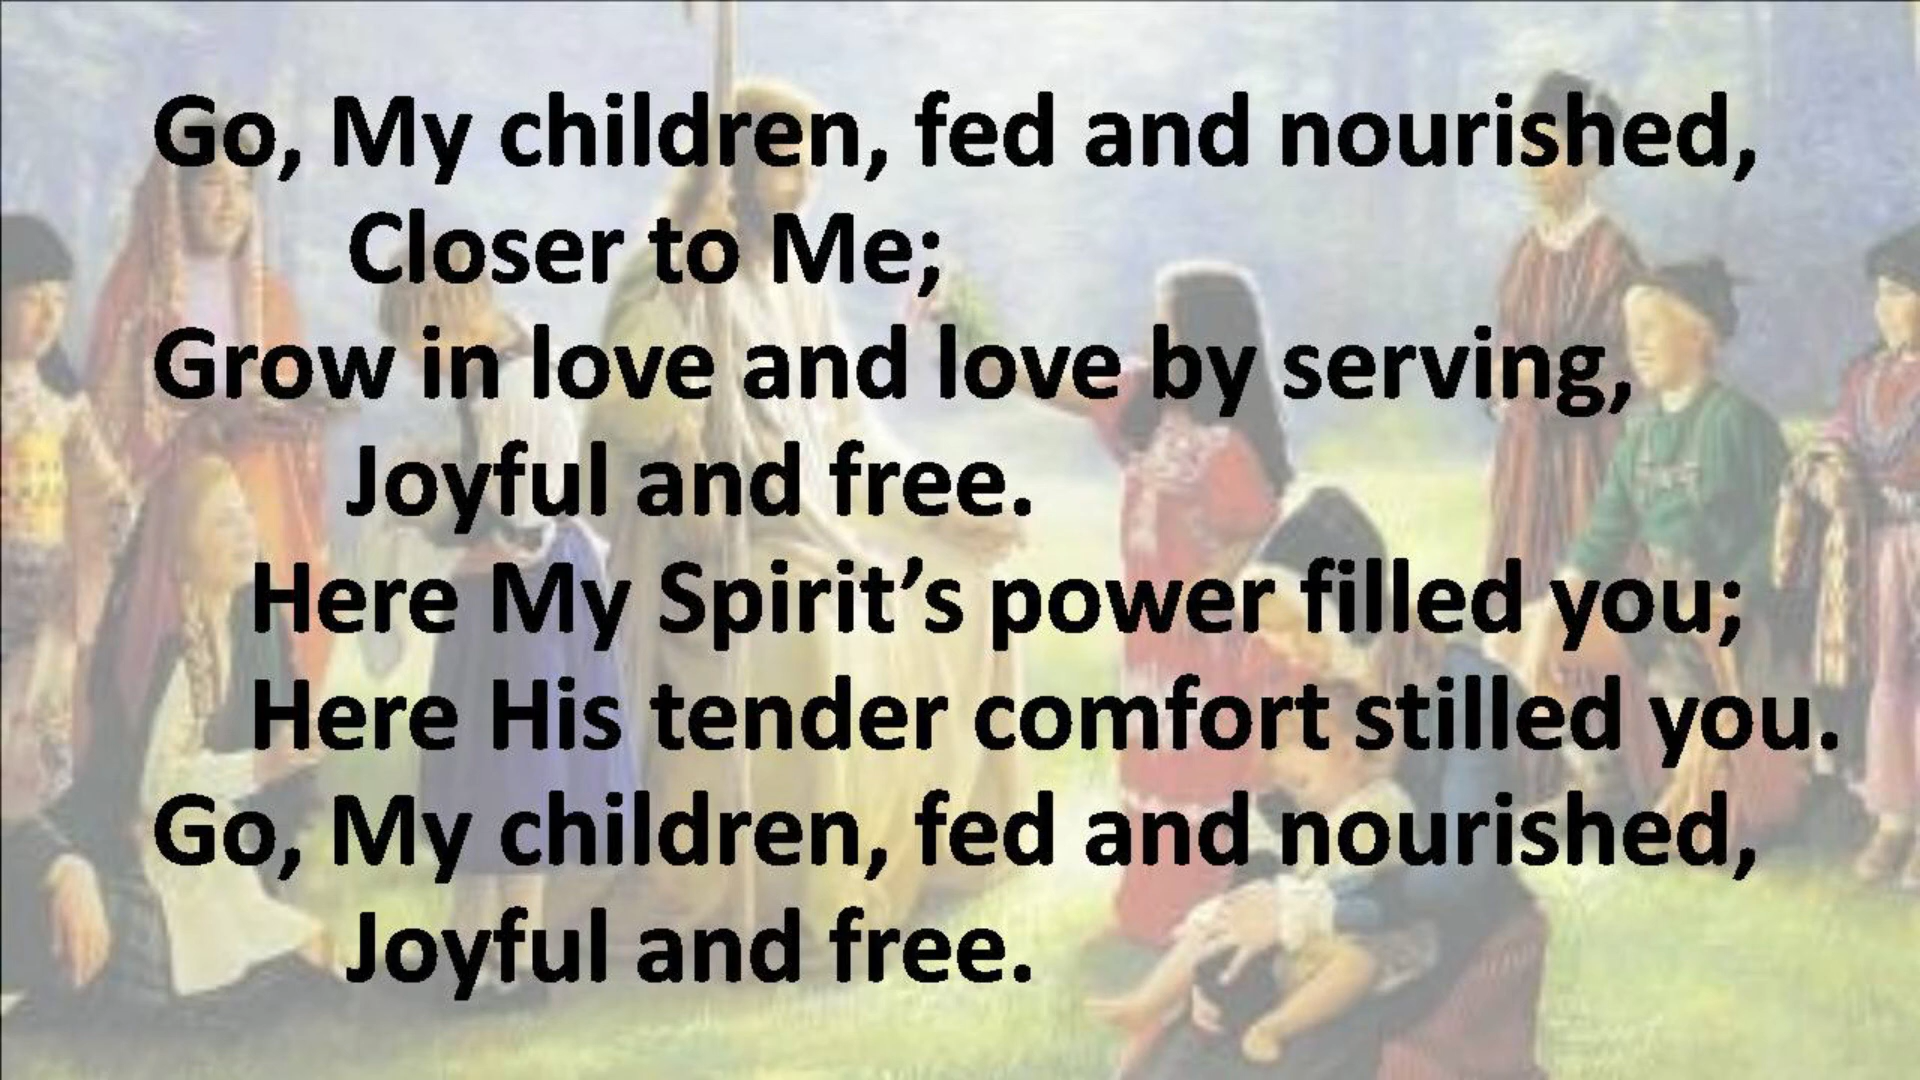 Go, My children, fed and nourished,
Closer to Me;
Grow in love and love by serving,
Joyful and free.
Here My Spirit’s power filled you;
Here His tender comfort stilled you.
Go, My children, fed and nourished,
Joyful and free.